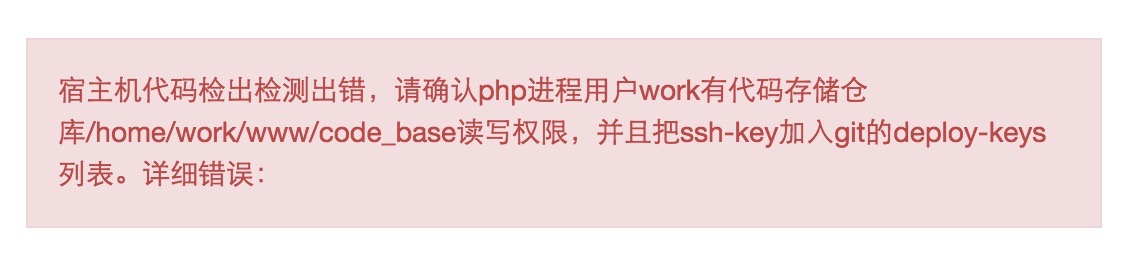 宿主机代码检出检测出错，请确认php进程用户work有代码存储仓
库/home/work/www/code_base读写权限，并且把ssh-key加入git的deploy-keys
列表。详细错误：